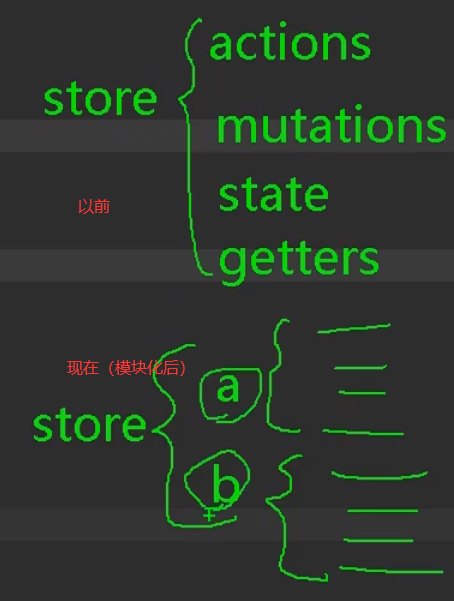 actions
store
mutations
以前
state
getters
现在（模块化后）
a
store
b